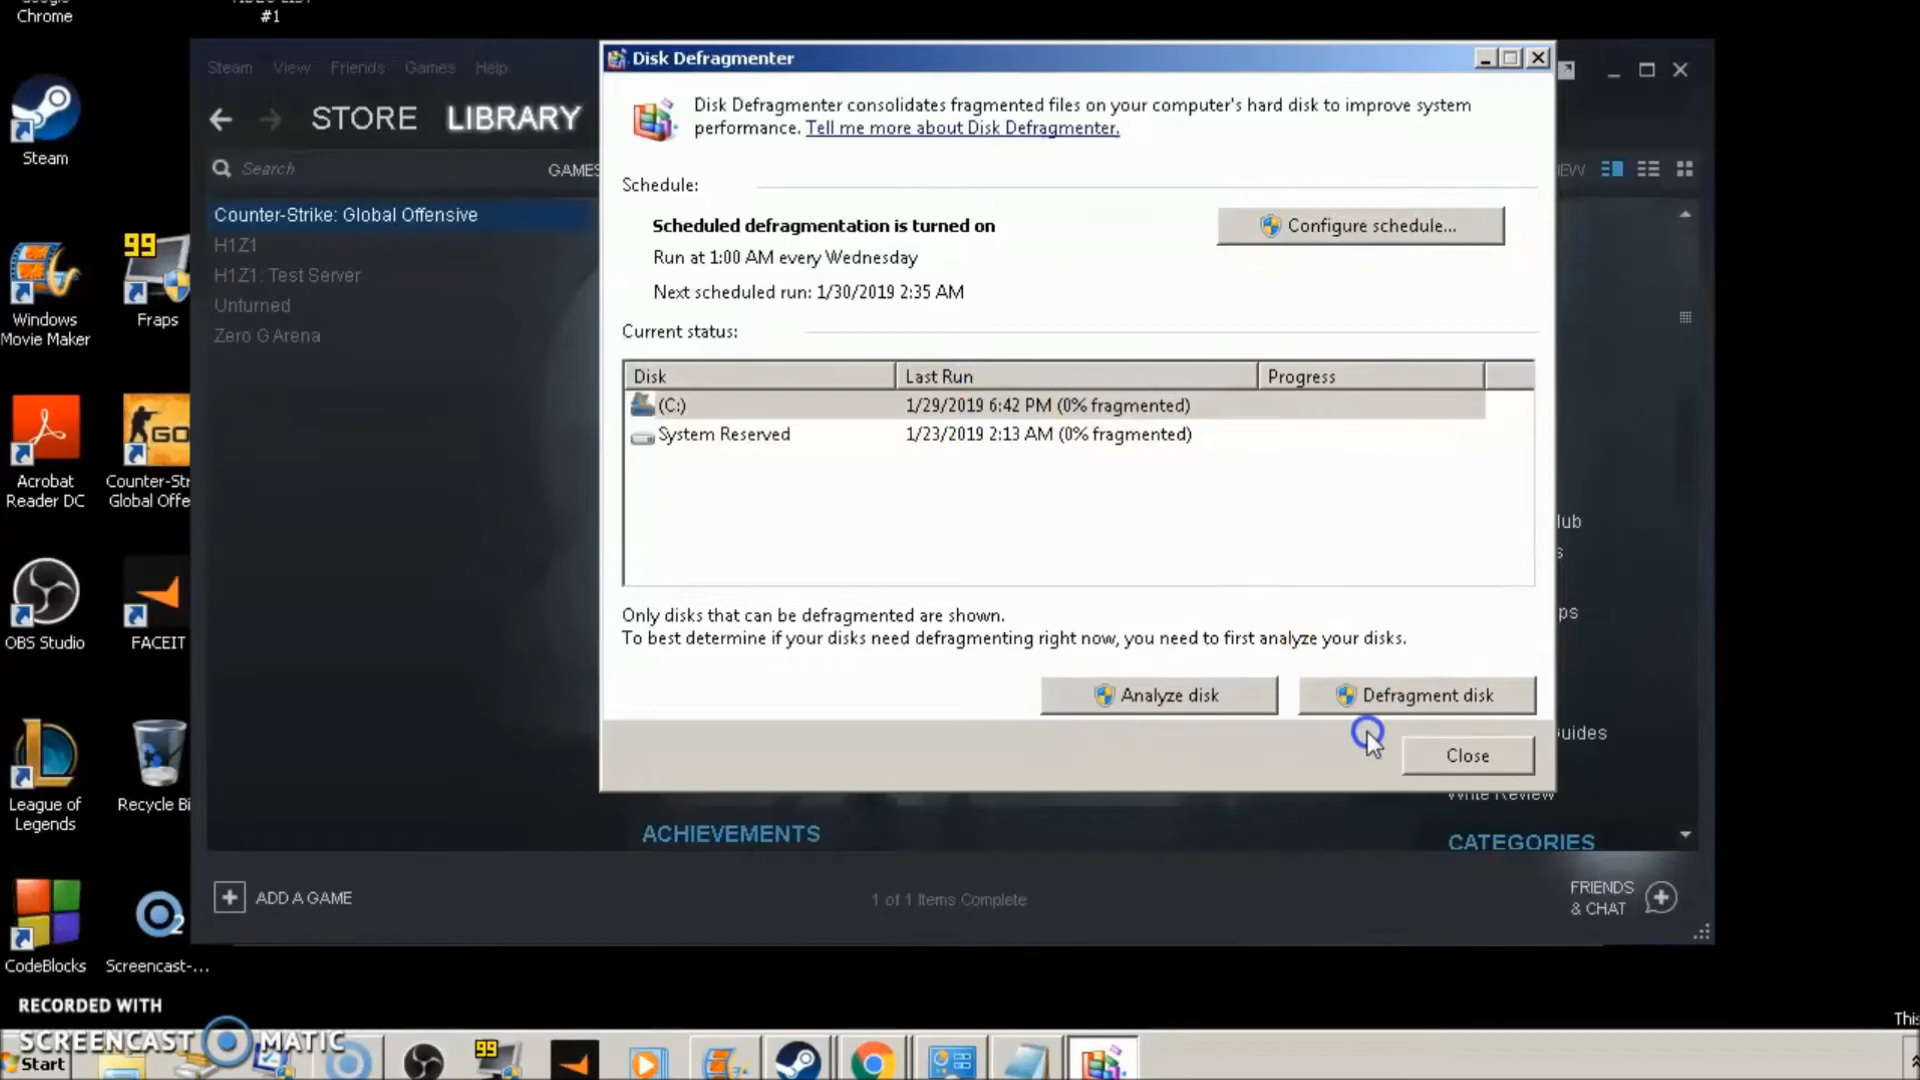 Chrome
#1
Steam
Windows
Movie Maker
99
Fraps
Acrobat
Reader DC
GO
Counter-Str
Global Offe
OBS Studio
FACEIT
League of
Legends
Recycle Bi
CodeBlocks
2
Screencast-...
Steam View Friends Games Help
STORE LIBRARY
Search
GAMES
Counter-Strike: Global Offensive
H1Z1
H1Z1: Test Server
Unturned
Zero G Arena
Disk Defragmenter
Disk Defragmenter consolidates fragmented files on your computer's hard disk to improve system
performance. Tell me more about Disk Defragmenter.
Schedule:
Scheduled defragmentation is turned on
Configure schedule...
Run at 1:00 AM every Wednesday
Next scheduled run: 1/30/2019 2:35 AM
Current status:
Disk Last Run Progress
(C:) 1/29/2019 6:42 PM (0% fragmented)
System Reserved 1/23/2019 2:13 AM (0% fragmented)
Only disks that can be defragmented are shown.
To best determine if your disks need defragmenting right now, you need to first analyze your disks.
Analyze disk
Defragment disk
Close
IEW
lub
s
ps
uides
Write Review
ACHIEVEMENTS
CATEGORIES
ADD A GAME
1 of 1 Items Complete
FRIENDS
& CHAT
RECORDED WITH
SCREENCAST MATIC
This
Start
99